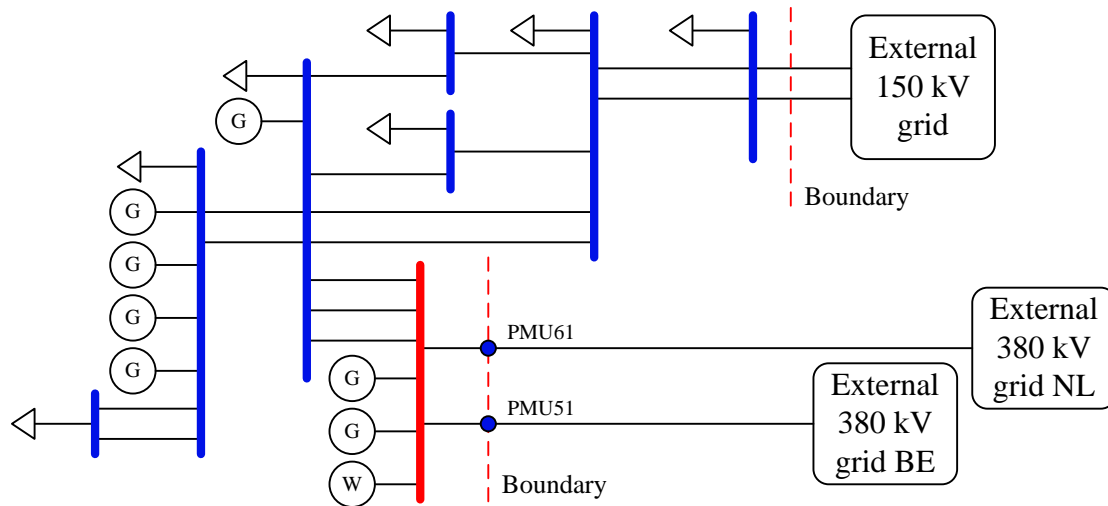 External
150 kV
grid
G
Boundary
G
G
G
G
PMU61
External
380 kV
grid NL
G
PMU51
External
380 kV
grid BE
G
W
Boundary